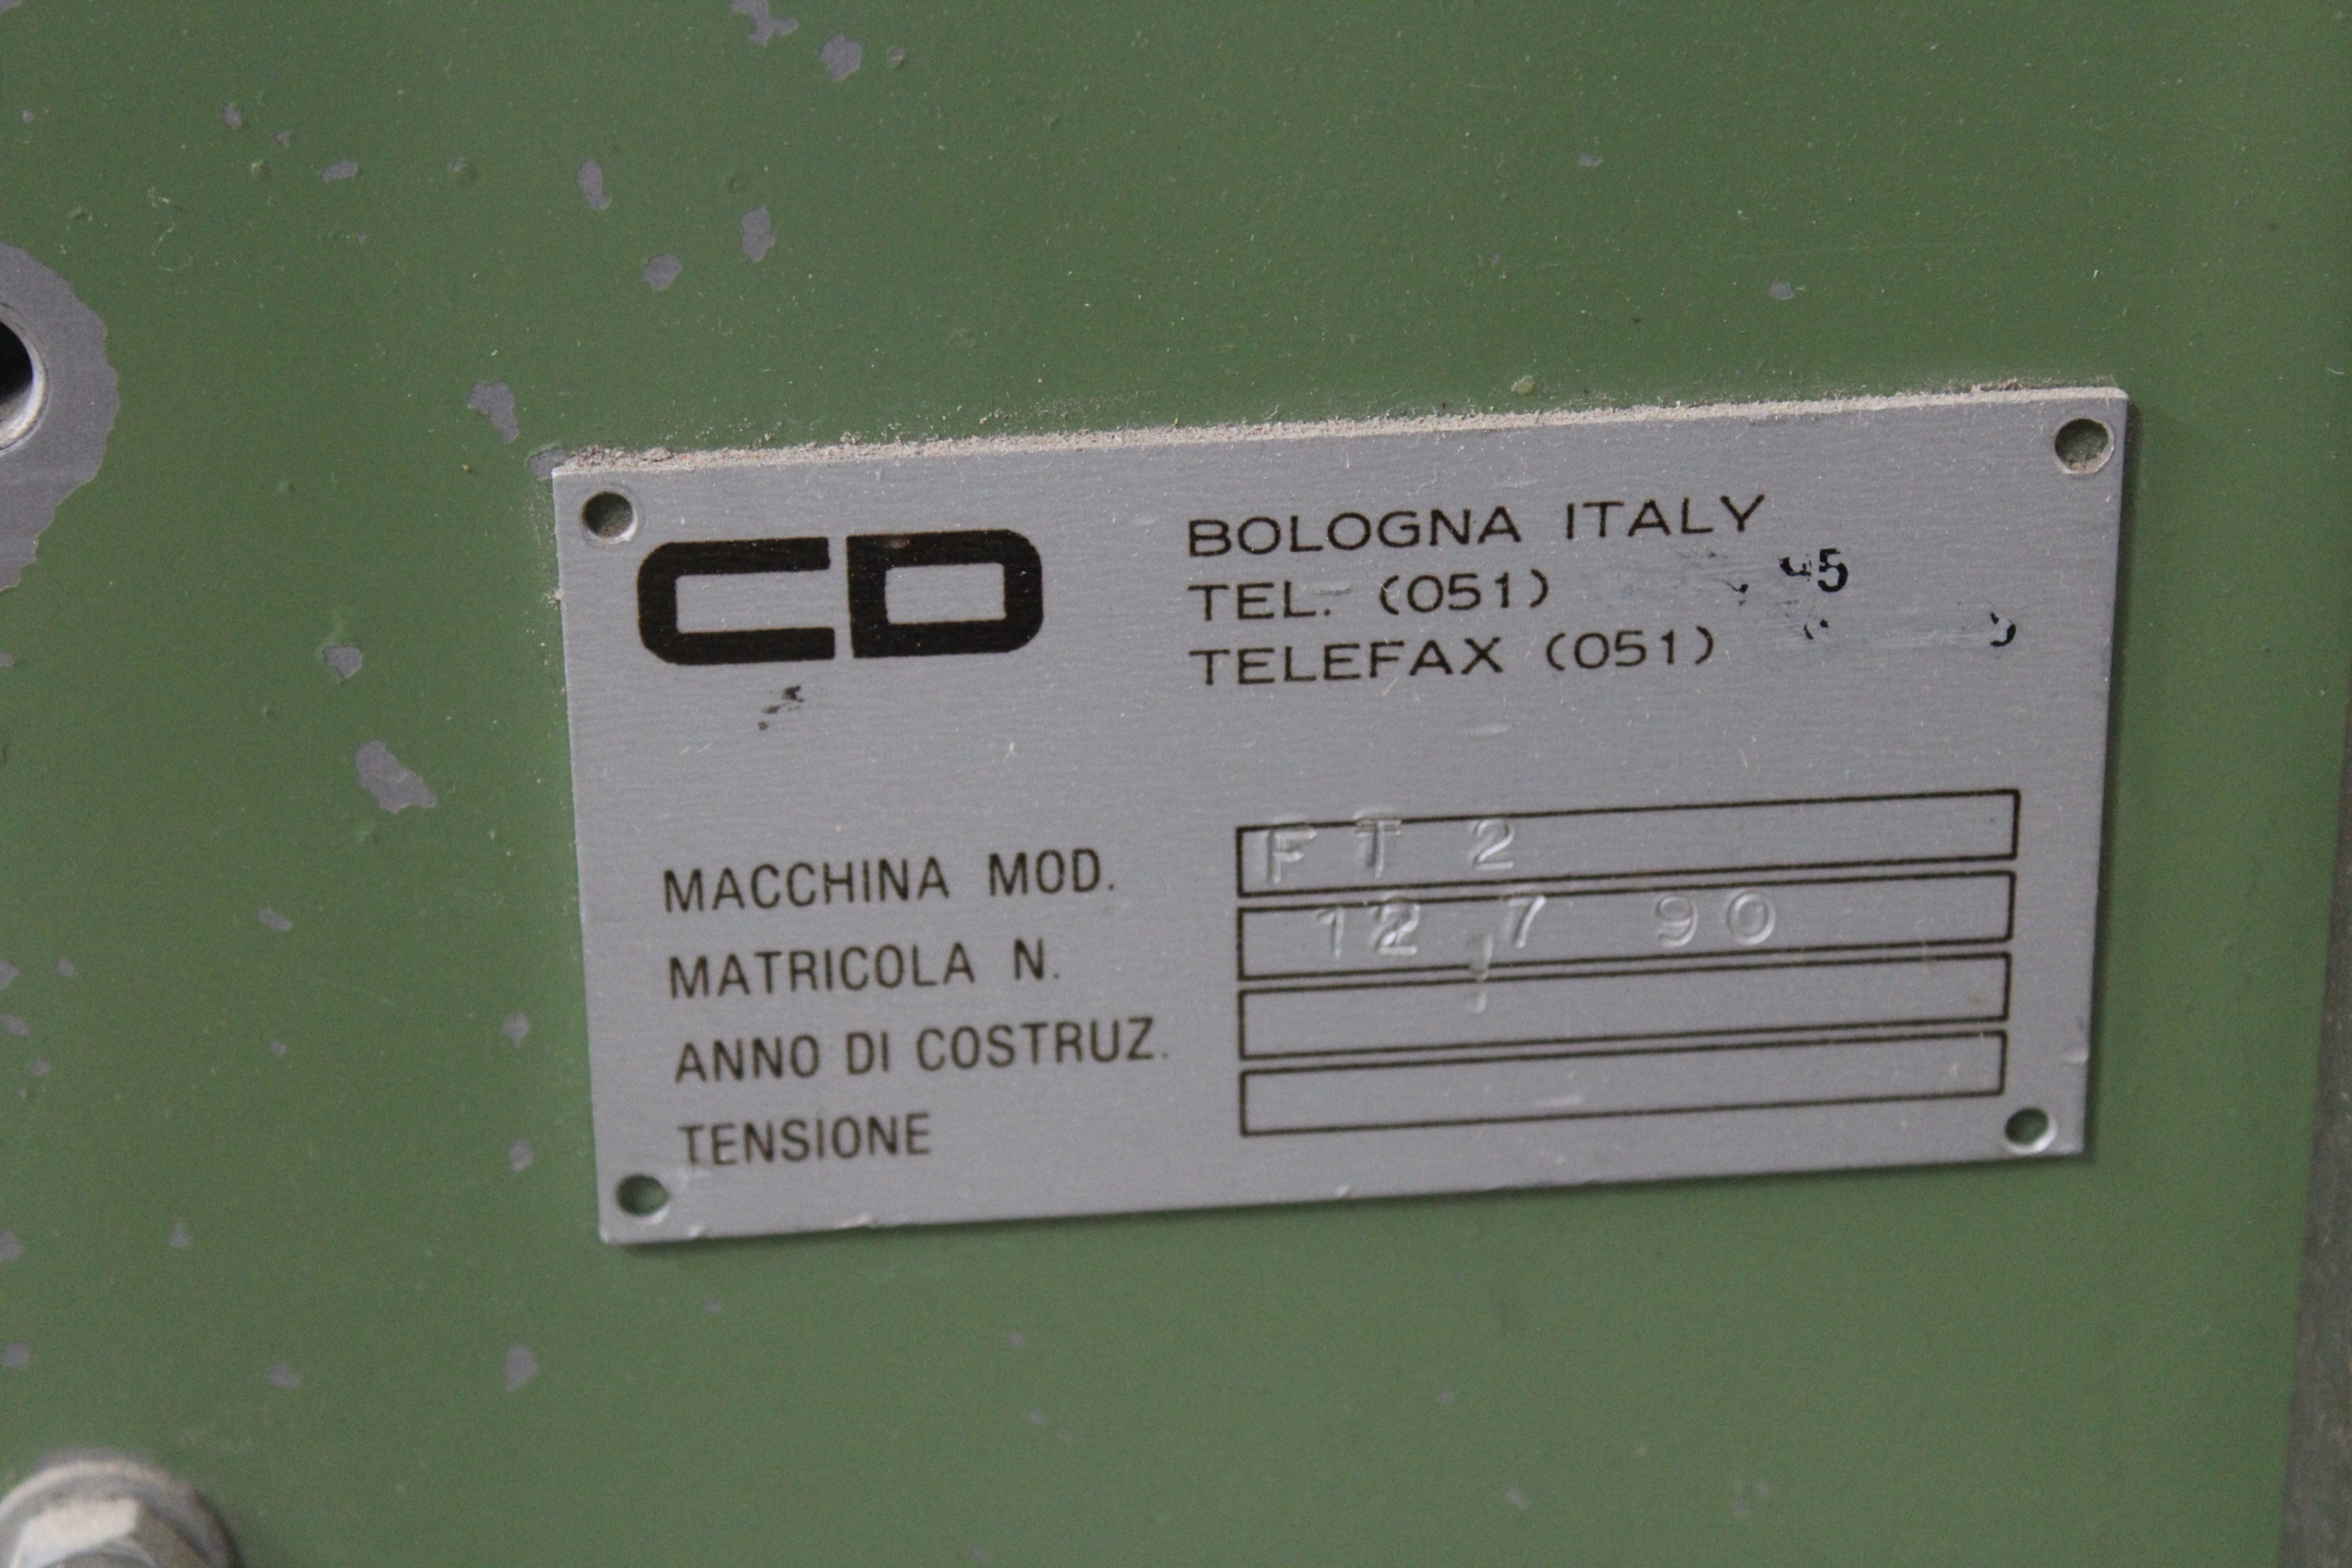 CD
BOLOGNA ITALY
TEL. (051)
TELEFAX (051)
MACCHINA MOD. FT 2
MATRICOLA N. 12 7 90
ANNO DI COSTRUZ.
TENSIONE